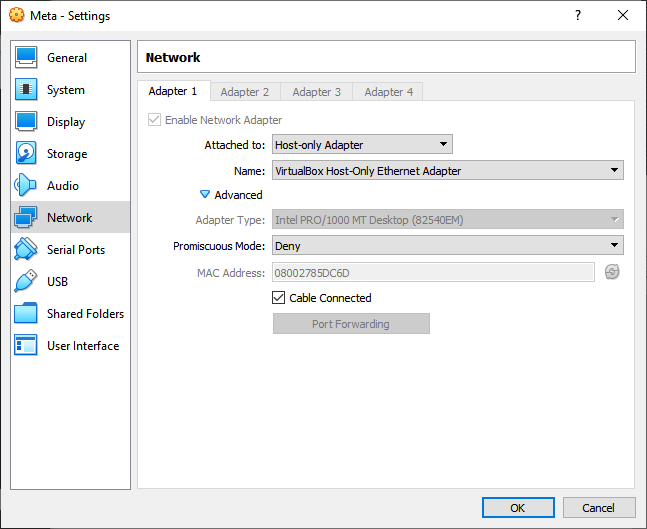 Meta - Settings
?
General
System
Display
Storage
Audio
Network
Serial Ports
USB
Shared Folders
User Interface
Network
Adapter 1 Adapter 2 Adapter 3 Adapter 4
Enable Network Adapter
Attached to: Host-only Adapter
Name: VirtualBox Host-Only Ethernet Adapter
Advanced
Adapter Type: Intel PRO/1000 MT Desktop (82540EM)
Promiscuous Mode: Deny
MAC Address: 08002785DC6D
Cable Connected
Port Forwarding
OK Cancel